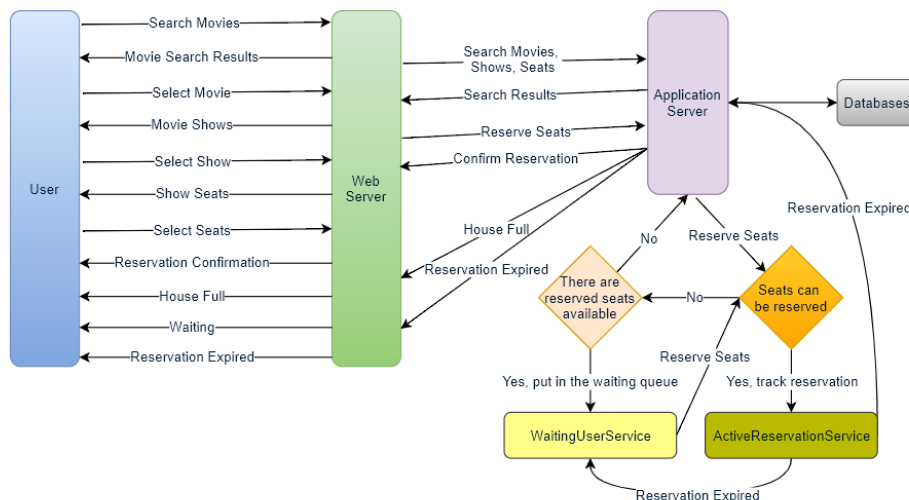 User
Search Movies
Movie Search Results
Select Movie
Movie Shows
Select Show
Show Seats
Select Seats
Reservation Confirmation
House Full
Waiting
Reservation Expired
Web
Server
Search Movies,
Shows, Seats
Search Results
Reserve Seats
Confirm Reservation
House Full
Reservation Expired
Application
Server
Databases
Reservation Expired
No
Reserve Seats
There are
reserved seats
available
No
Seats can
be reserved
Reserve Seats
Yes, put in the waiting queue
Yes, track reservation
WaitingUserService
ActiveReservationService
Reservation Expired